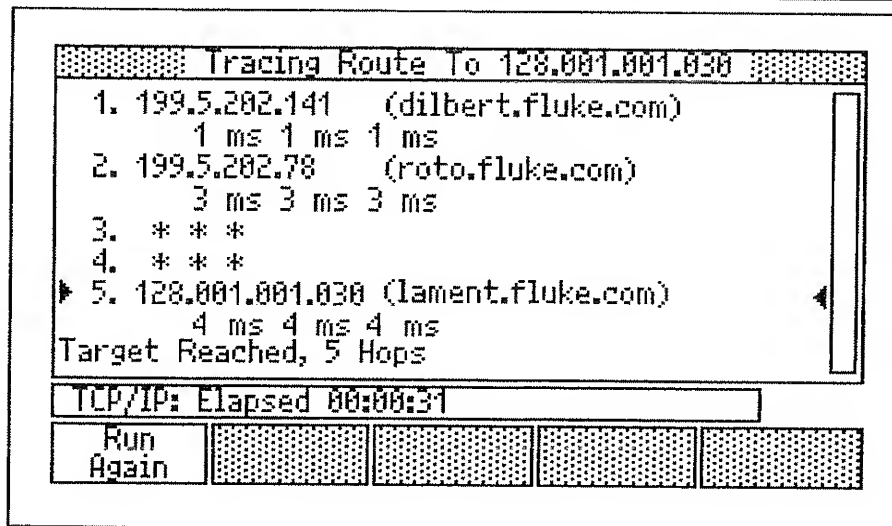 Tracing Route To 128.001.001.030
1. 199.5.202.141 (dilbert.fluke.com)
1 ms 1 ms 1 ms
2. 199.5.202.78 (roto.fluke.com)
3 ms 3 ms 3 ms
3. * * *
4. * * *
5. 128.001.001.030 (lament.fluke.com)
4 ms 4 ms 4 ms
Target Reached, 5 Hops
TCP/IP: Elapsed 00:00:31
Run
Again